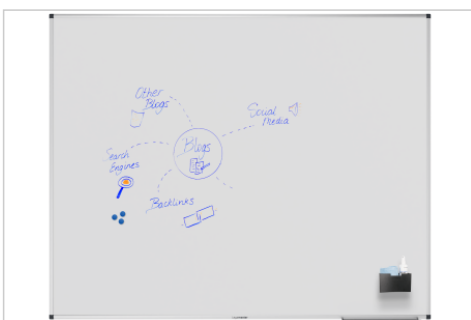 Other
Blogs
Social
Media
Blogs
Search
Engines
Backlinks